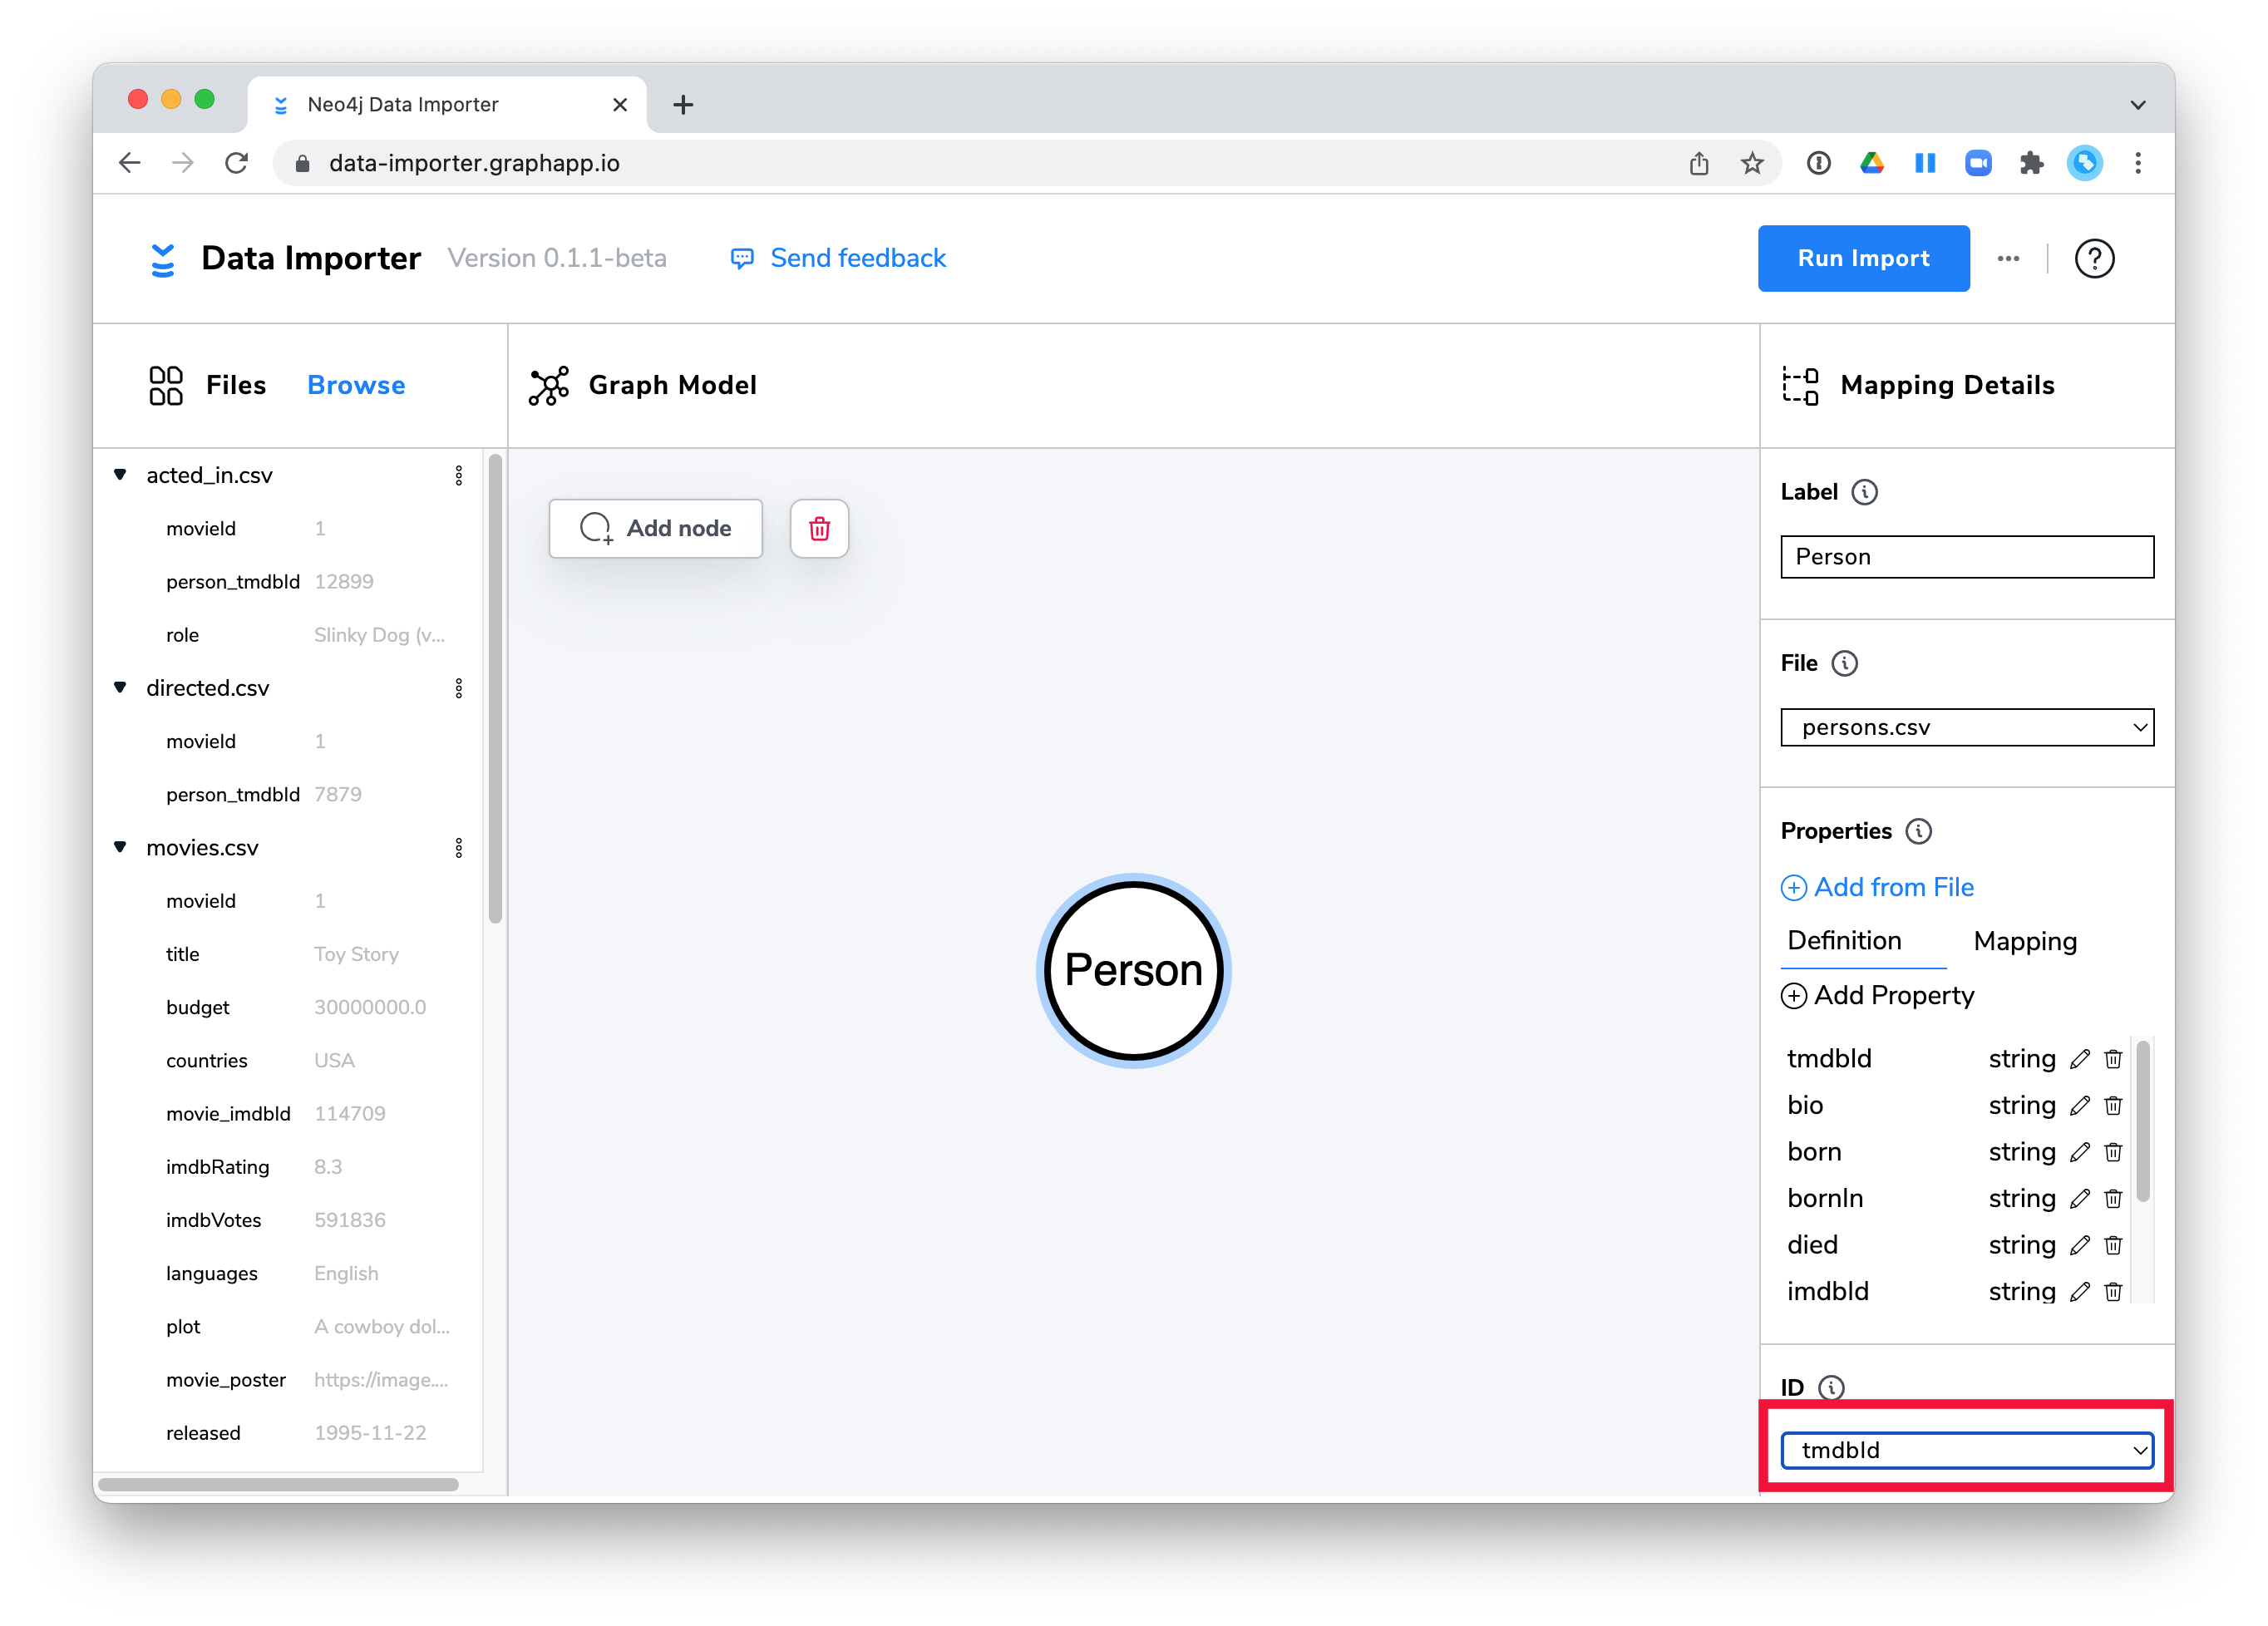 Neo4j Data Importer
data-importer.graphapp.io
Data Importer Version 0.1.1-beta Send feedback Run Import
Files Browse
acted_in.csv
movieId 1
person_tmdbId 12899
role Slinky Dog (v...
directed.csv
movieId 1
person_tmdbId 7879
movies.csv
movieId 1
title Toy Story
budget 30000000.0
countries USA
movie_imdbId 114709
imdbRating 8.3
imdbVotes 591836
languages English
plot A cowboy dol...
movie_poster https://image....
released 1995-11-22
Graph Model
Add node
Person
Mapping Details
Label
Person
File
persons.csv
Properties
Add from File
Definition Mapping
Add Property
tmdbId string
bio string
born string
bornIn string
died string
imdbId string
ID
tmdbId